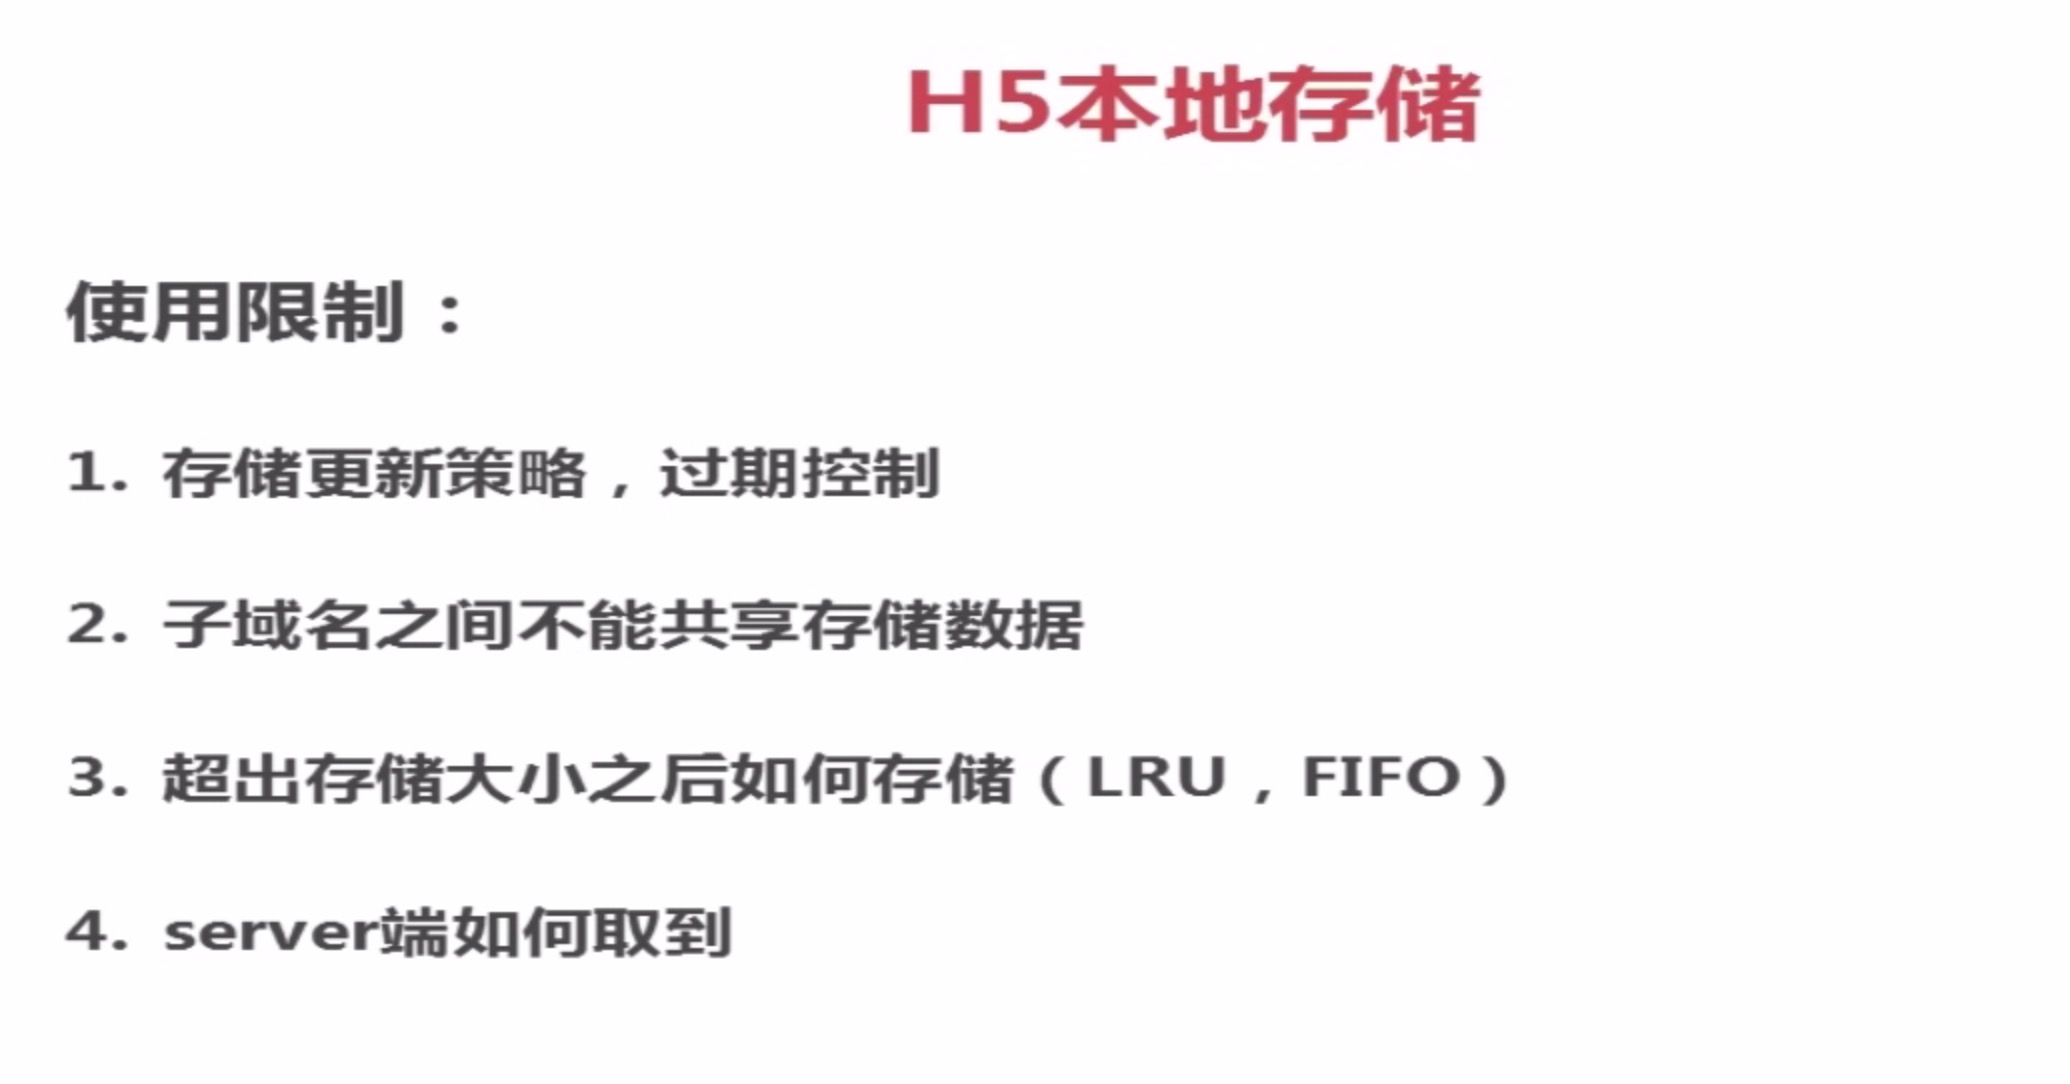 H5本地存储
使用限制：
1. 存储更新策略，过期控制
2. 子域名之间不能共享存储数据
3. 超出存储大小之后如何存储（LRU，FIFO）
4. server端如何取到